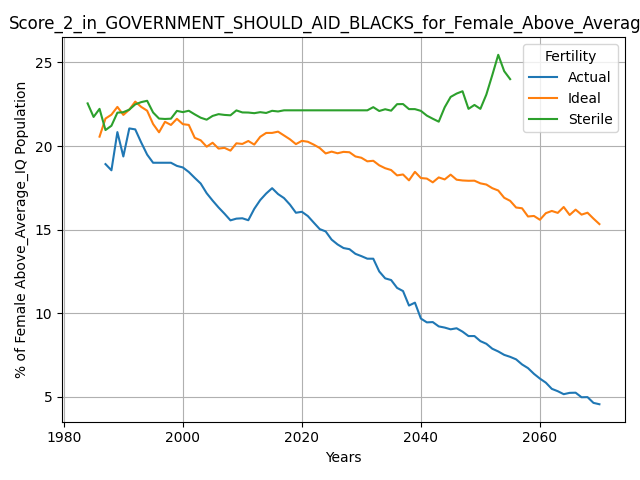 Score_2_in_GOVERNMENT_SHOULD_AID_BLACKS_for_Female_Above_Averag
% of Female Above_Average_IQ Population
25
20
15
10
5
Fertility
Actual
Ideal
Sterile
1980
2000
2020
2040
2060
Years